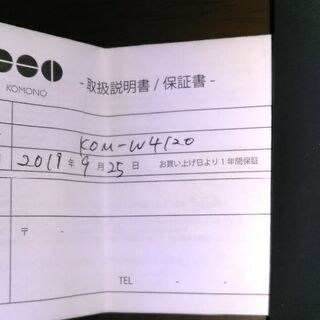 KOMONO
- 取扱説明書 / 保証書 -
KOM-W4120
2019年 9月 25日 お買い上げ日より1年間保証
〒 -
TEL - -